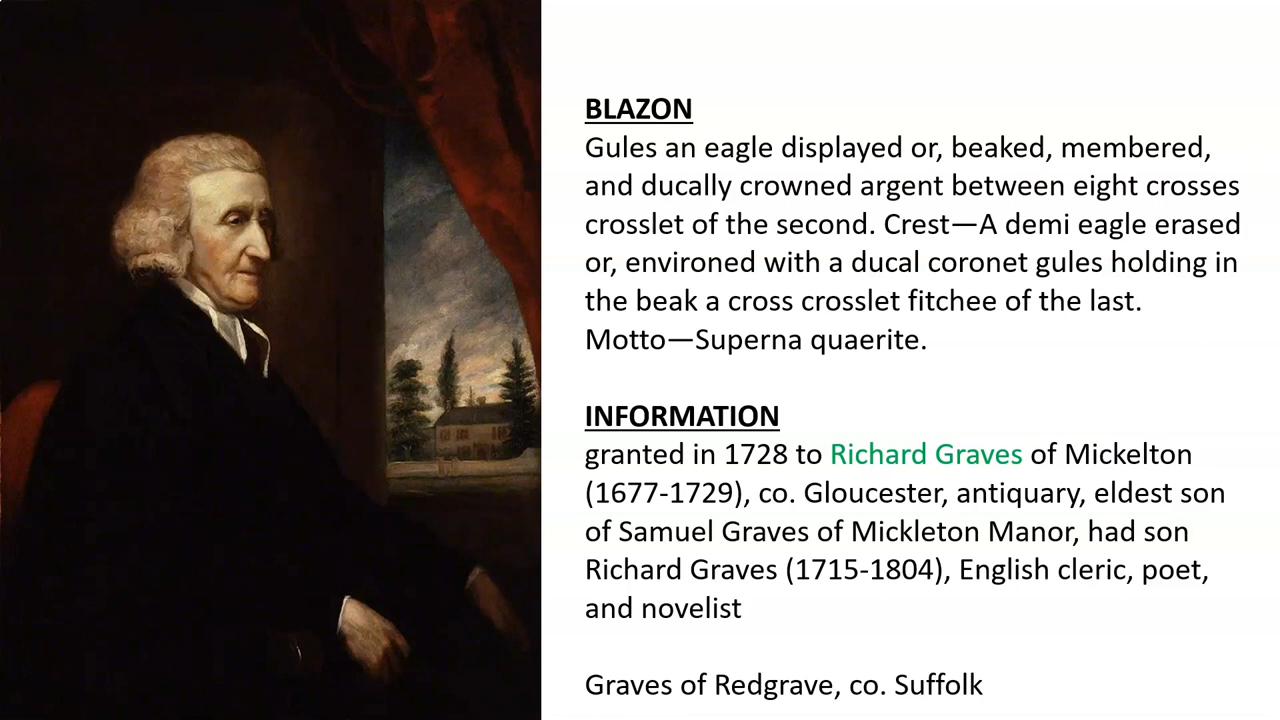 BLAZON
Gules an eagle displayed or, beaked, membered,
and ducally crowned argent between eight crosses
crosslet of the second. Crest—A demi eagle erased
or, environed with a ducal coronet gules holding in
the beak a cross crosslet fitchee of the last.
Motto—Superna quaerite.
INFORMATION
granted in 1728 to Richard Graves of Mickelton
(1677-1729), co. Gloucester, antiquary, eldest son
of Samuel Graves of Mickleton Manor, had son
Richard Graves (1715-1804), English cleric, poet,
and novelist
Graves of Redgrave, co. Suffolk